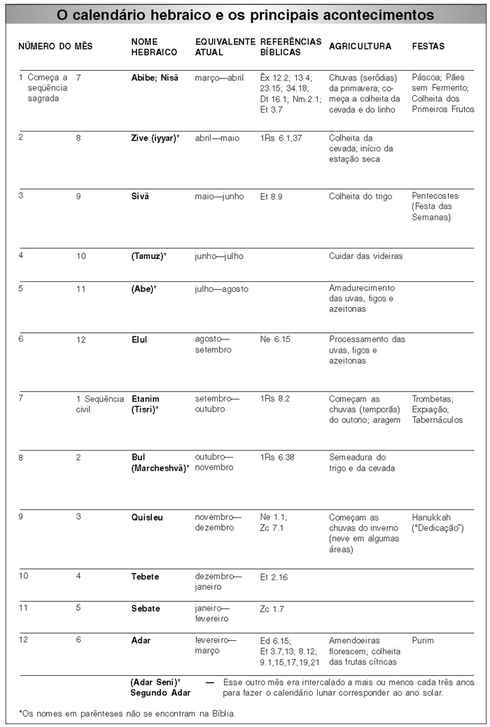 O calendário hebraico e os principais acontecimentos
NÚMERO DO MÊS NOME HEBRAICO EQUIVALENTE ATUAL REFERÊNCIAS BÍBLICAS AGRICULTURA FESTAS
1 Começa a seqüência sagrada 7 Abibe; Nisã março—abril Êx 12.2; 13.4; 23.15; 34.18; Dt 16.1; Nm.2.1; Et 3.7 Chuvas (serôdias) da primavera; começa a colheita da cevada e do linho Páscoa; Pães sem Fermento; Colheita dos Primeiros Frutos
2 8 Zive (iyyar)* abril—maio 1Rs 6.1,37 Colheita da cevada; início da estação seca
3 9 Sivã maio—junho Et 8.9 Colheita do trigo Pentecostes (Festa das Semanas)
4 10 (Tamuz)* junho—julho Cuidar das videiras
5 11 (Abe)* julho—agosto Amadurecimento das uvas, figos e azeitonas
6 12 Elul agosto—setembro Ne 6.15 Processamento das uvas, figos e azeitonas
7 1 Seqüência civil Etanim (Tisri)* setembro—outubro 1Rs 8.2 Começam as chuvas (temporãs) do outono; aragem Trombetas; Expiação; Tabernáculos
8 2 Bul (Marcheshvã)* outubro—novembro 1Rs 6.38 Semeadura do trigo e da cevada
9 3 Quisleu novembro—dezembro Ne 1.1; Zc 7.1 Começam as chuvas do inverno (neve em algumas áreas) Hanukkah ("Dedicação")
10 4 Tebete dezembro—janeiro Et 2.16
11 5 Sebate janeiro—fevereiro Zc 1.7
12 6 Adar fevereiro—março Ed 6.15; Et 3.7,13; 8.12; 9.1,15,17,19,21 Amendoeiras florescem; colheita das frutas cítricas Purim
(Adar Seni)* Segundo Adar — Esse outro mês era intercalado a mais ou menos cada três anos para fazer o calendário lunar corresponder ao ano solar.
*Os nomes em parênteses não se encontram na Bíblia.